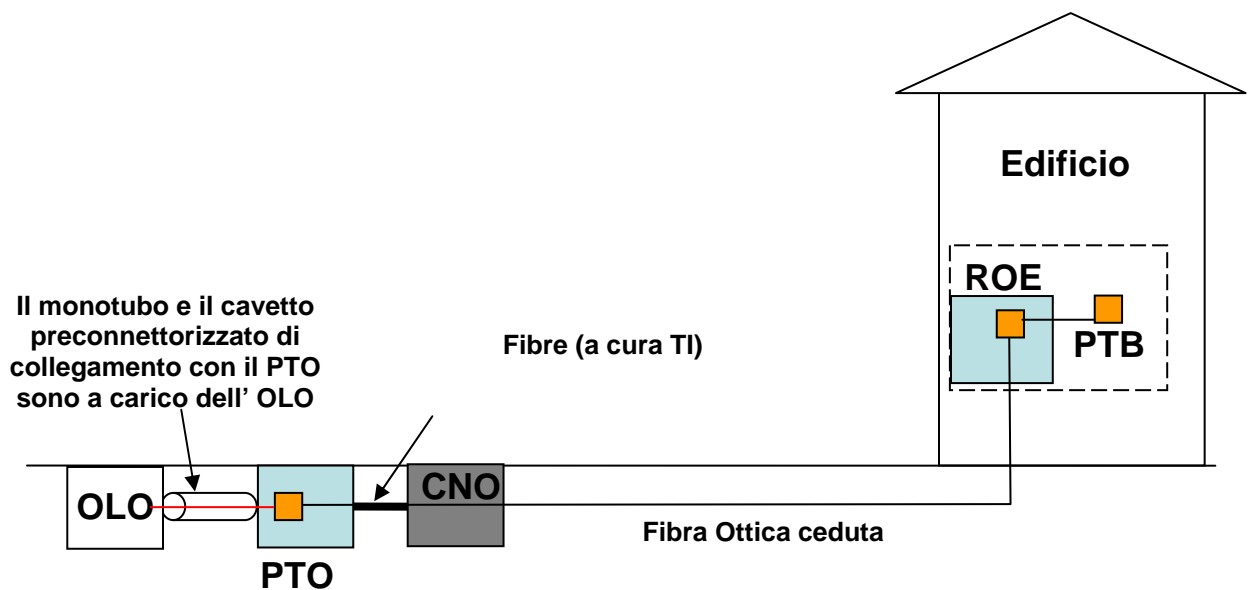 Edificio
ROE
PTB
Il monotubo e il cavetto
preconnettorizzato di
collegamento con il PTO
sono a carico dell' OLO
Fibre (a cura TI)
OLO
CNO
Fibra Ottica ceduta
PTO